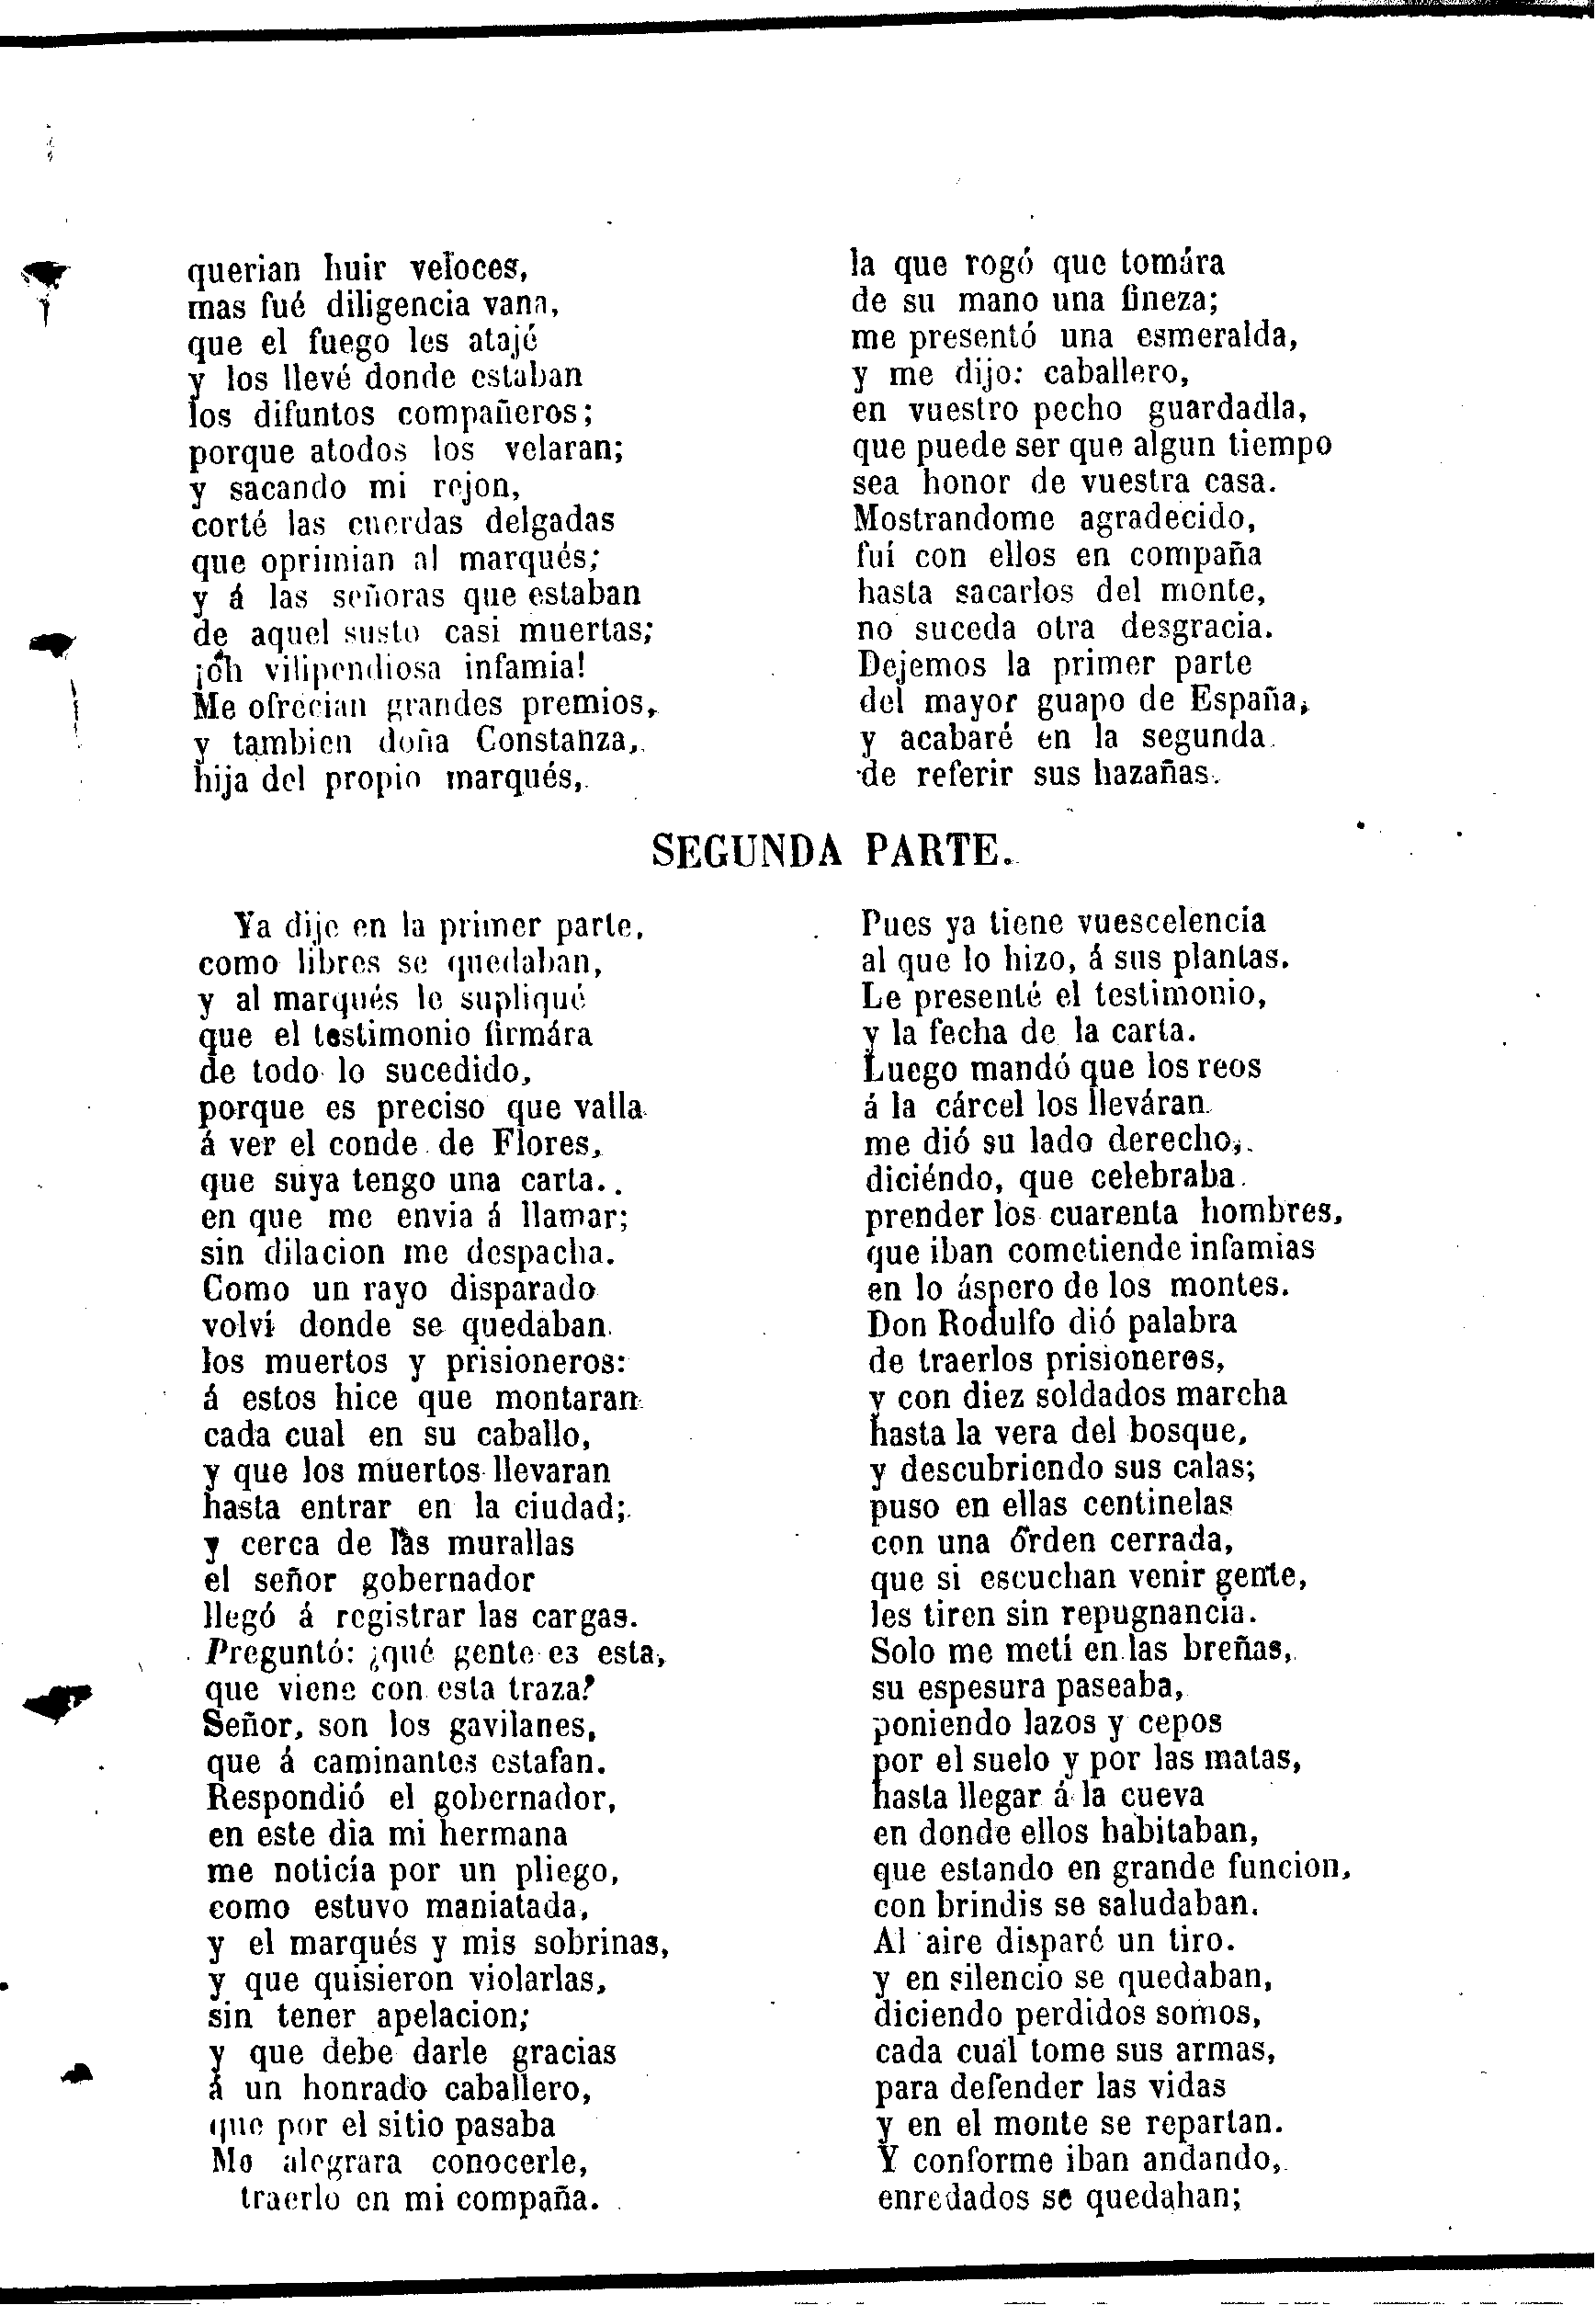 querian huir veloces,
mas fué diligencia vana,
que el fuego les atajé
y los llevé donde estaban
los difuntos compañeros;
porque atodos los velaran;
y sacando mi rejon,
corté las cuerdas delgadas
que oprimian al marqués;
y á las señoras que estaban
de aquel susto casi muertas;
¡óh vilipendiosa infamia!
Me ofrecian grandes premios,
y tambien doña Constanza,
hija del propio marqués,
la que rogó que tomára
de su mano una fineza;
me presentó una esmeralda,
y me dijo: caballero,
en vuestro pecho guardadla,
que puede ser que algun tiempo
sea honor de vuestra casa.
Mostrandome agradecido,
fuí con ellos en compaña
hasta sacarlos del monte,
no suceda otra desgracia.
Dejemos la primer parte
del mayor guapo de España,
y acabaré en la segunda
de referir sus hazañas.
SEGUNDA PARTE.
Ya dije en la primer parte,
como libres se quedaban,
y al marqués le supliqué
que el testimonio firmára
de todo lo sucedido,
porque es preciso que valla
á ver el conde de Flores,
que suya tengo una carta.
en que me envia á llamar;
sin dilacion me despacha.
Como un rayo disparado
volví donde se quedaban
los muertos y prisioneros:
á estos hice que montaran
cada cual en su caballo,
y que los muertos llevaran
hasta entrar en la ciudad;
y cerca de las murallas
el señor gobernador
llegó á registrar las cargas.
Preguntó: ¿qué gente es esta,
que viene con esta traza?
Señor, son los gavilanes,
que á caminantes estafan.
Respondió el gobernador,
en este dia mi hermana
me noticía por un pliego,
como estuvo maniatada,
y el marqués y mis sobrinas,
y que quisieron violarlas,
sin tener apelacion;
y que debe darle gracias
á un honrado caballero,
que por el sitio pasaba
Me alegrara conocerle,
traerlo en mi compaña.
Pues ya tiene vuescelencia
al que lo hizo, á sus plantas.
Le presenté el testimonio,
y la fecha de la carta.
Luego mandó que los reos
á la cárcel los lleváran
me dió su lado derecho,
diciéndo, que celebraba
prender los cuarenta hombres,
que iban cometiende infamias
en lo áspero de los montes.
Don Rodulfo dió palabra
de traerlos prisioneros,
y con diez soldados marcha
hasta la vera del bosque,
y descubriendo sus calas;
puso en ellas centinelas
con una órden cerrada,
que si escuchan venir gente,
les tiren sin repugnancia.
Solo me metí en las breñas,
su espesura paseaba,
poniendo lazos y cepos
por el suelo y por las matas,
hasta llegar á la cueva
en donde ellos habitaban,
que estando en grande funcion,
con brindis se saludaban.
Al aire disparé un tiro.
y en silencio se quedaban,
diciendo perdidos somos,
cada cual tome sus armas,
para defender las vidas
y en el monte se repartan.
Y conforme iban andando,
enredados se quedahan;